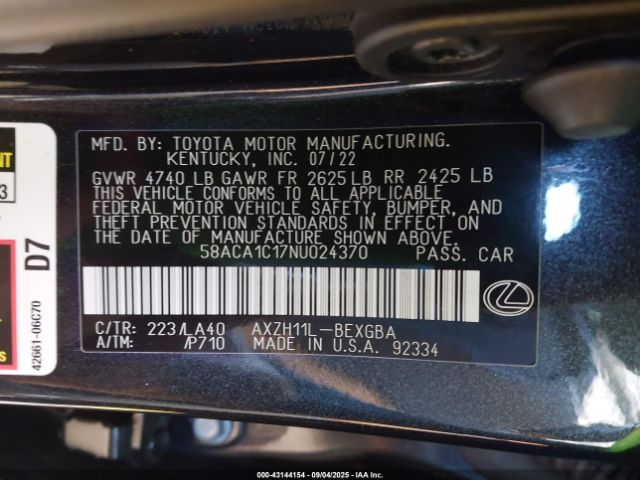 MFD. BY: TOYOTA MOTOR MANUFACTURING.
KENTUCKY, INC. 07/22
GVWR 4740 LB GAWR FR 2625 LB RR 2425 LB
THIS VEHICLE CONFORMS TO ALL APPLICABLE
FEDERAL MOTOR VEHICLE SAFETY, BUMPER, AND
THEFT PREVENTION STANDARDS IN EFFECT ON
THE DATE OF MANUFACTURE SHOWN ABOVE.
58ACA1C17NU024370 PASS. CAR
C/TR: 223/LA40 AXZH11L-BEXGBA
A/TM: /P710 MADE IN U.S.A. 92334
D7
42661-06C70
3
000-43144154 - 09/04/2025 - IAA Inc.